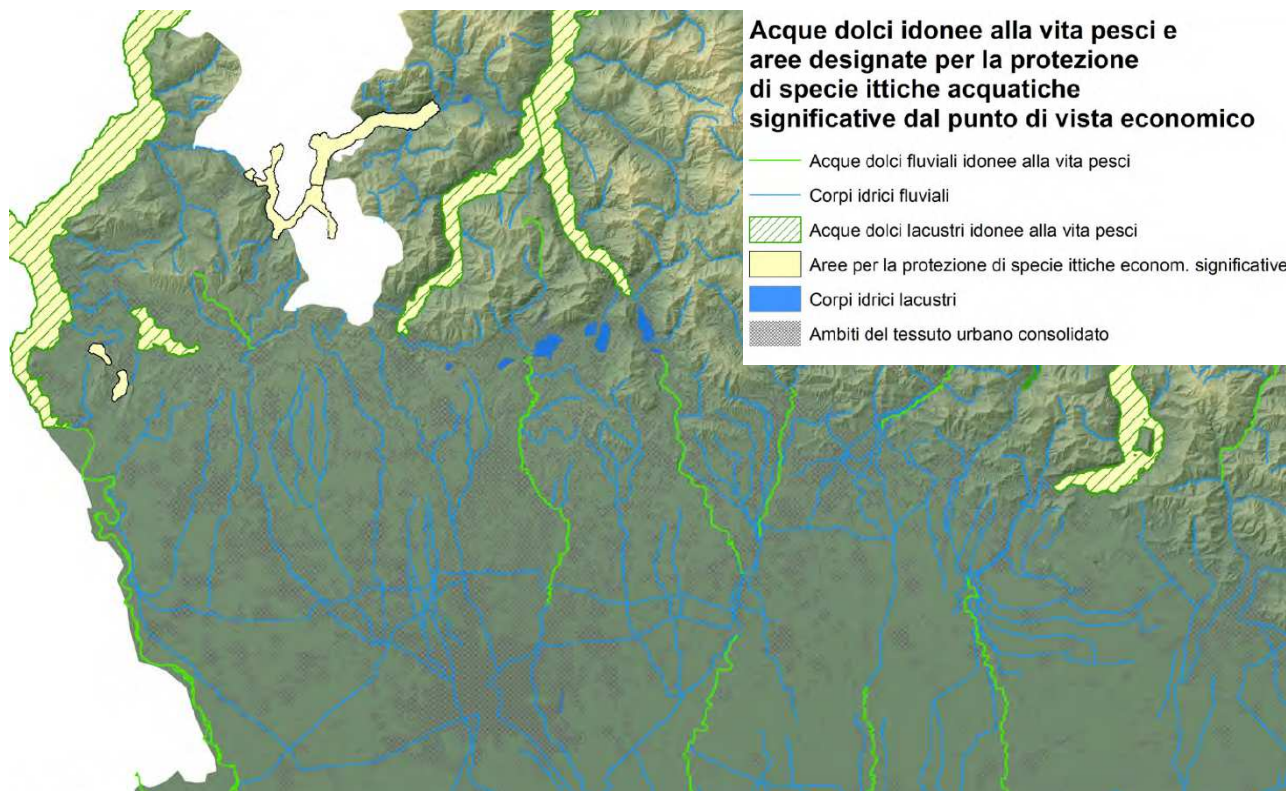 Acque dolci idonee alla vita pesci e
aree designate per la protezione
di specie ittiche acquatiche
significative dal punto di vista economico
Acque dolci fluviali idonee alla vita pesci
Corpi idrici fluviali
Acque dolci lacustri idonee alla vita pesci
Aree per la protezione di specie ittiche econom. significative
Corpi idrici lacustri
Ambiti del tessuto urbano consolidato